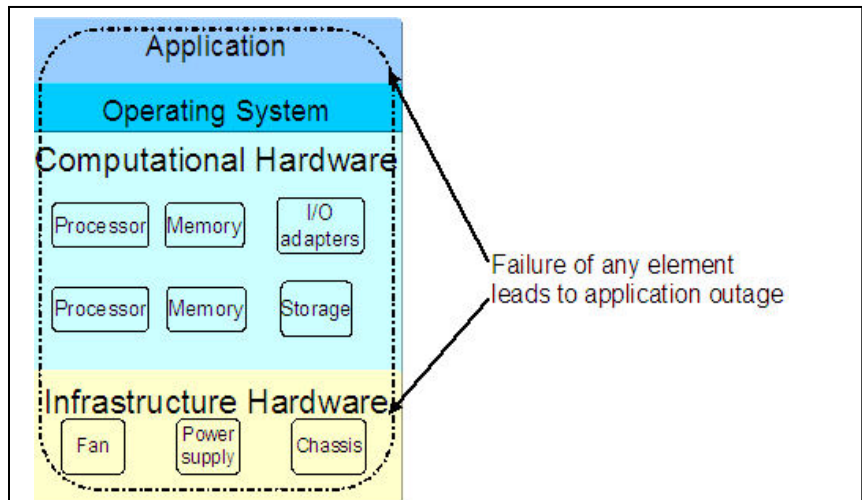 Application
Operating System
Computational Hardware
Processor
Memory
I/O
adapters
Processor
Memory
Storage
Failure of any element
leads to application outage
Infrastructure Hardware
Fan
Power
supply
Chassis